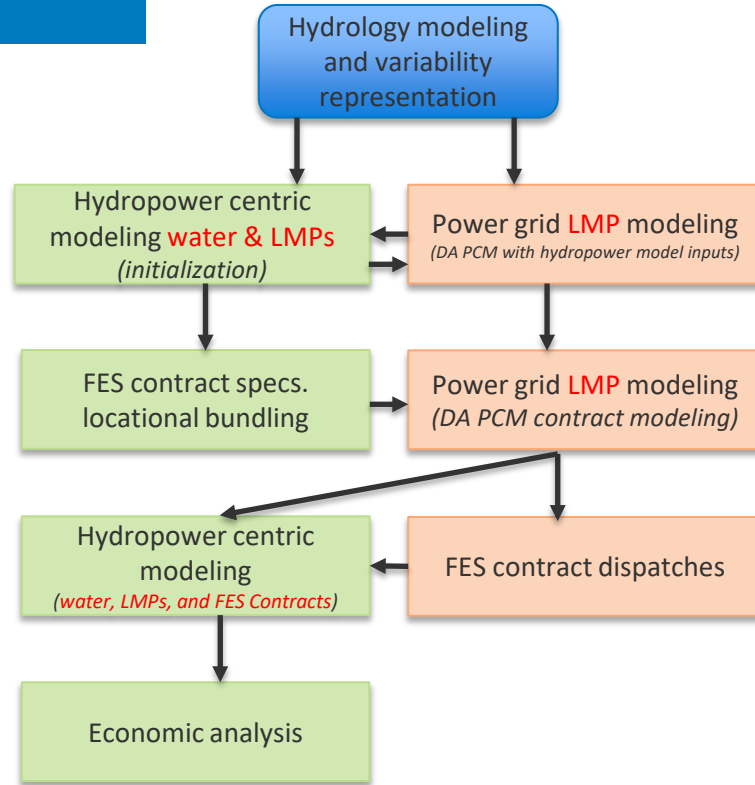 Hydrology modeling
and variability
representation
Hydropower centric
modeling water & LMPs
(initialization)
Power grid LMP modeling
(DA PCM with hydropower model inputs)
FES contract specs.
locational bundling
Power grid LMP modeling
(DA PCM contract modeling)
Hydropower centric
modeling
(water, LMPs, and FES Contracts)
FES contract dispatches
Economic analysis